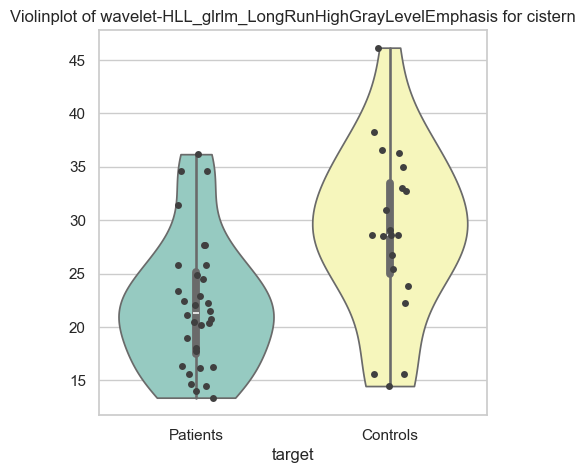 Violinplot of wavelet-HLL_glrlm_LongRunHighGrayLevelEmphasis for cistern
45
40
35
30
25
20
15
Patients Controls
target